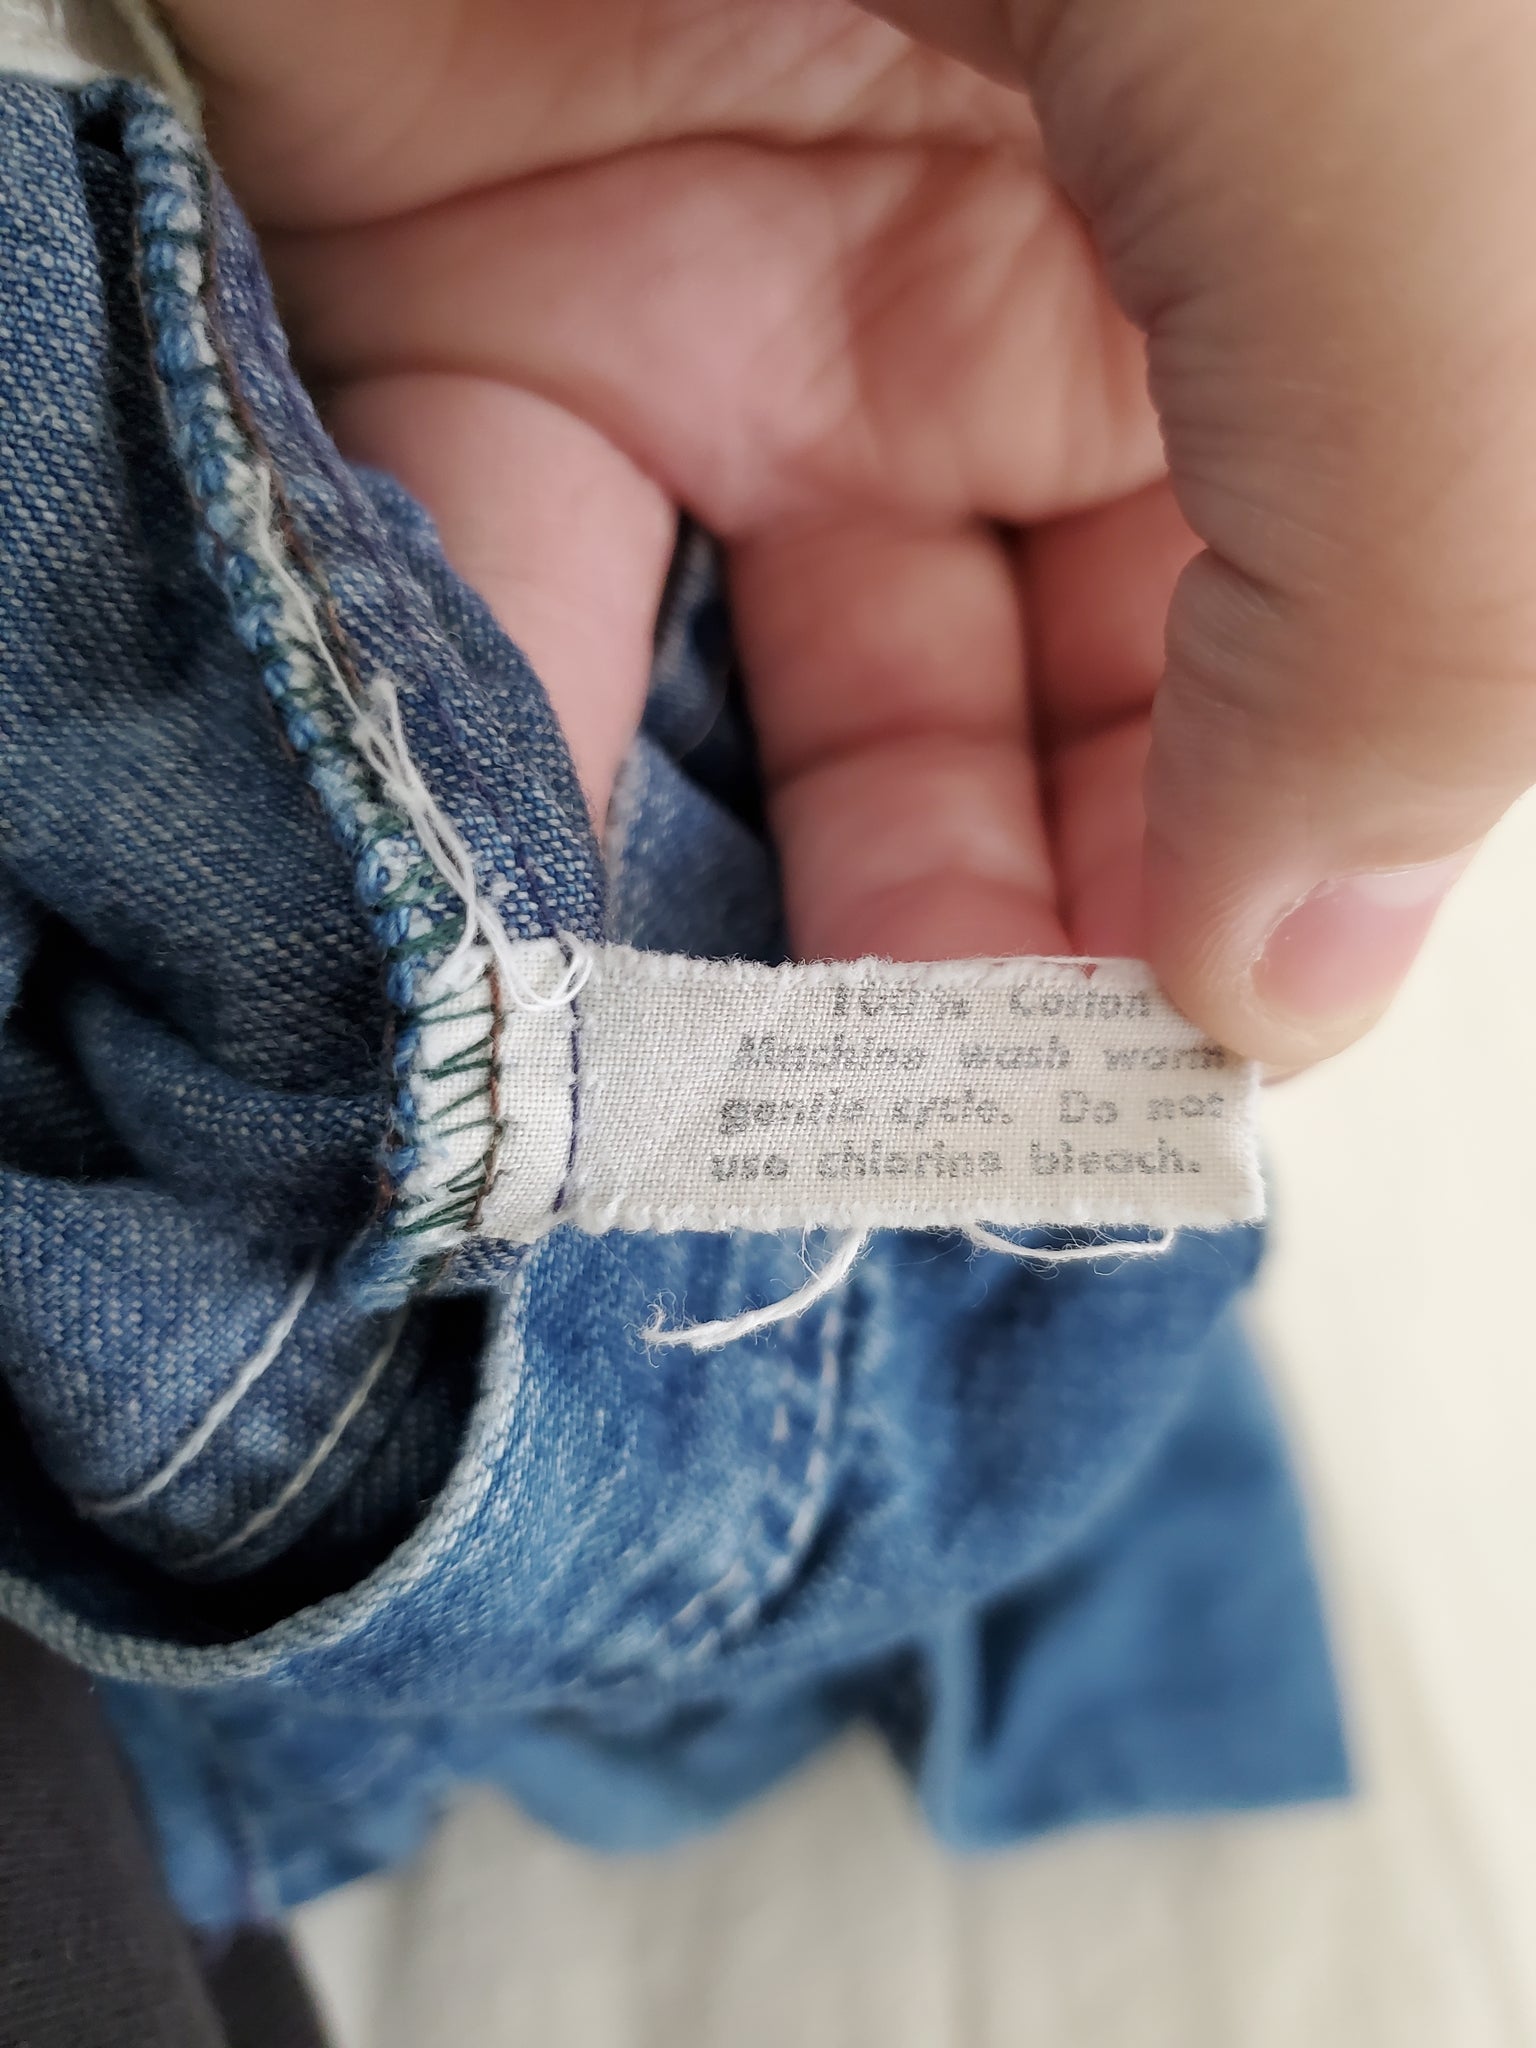 100% Cotton
Machine wash warm
gentle cycle. Do not
use chlorine bleach.